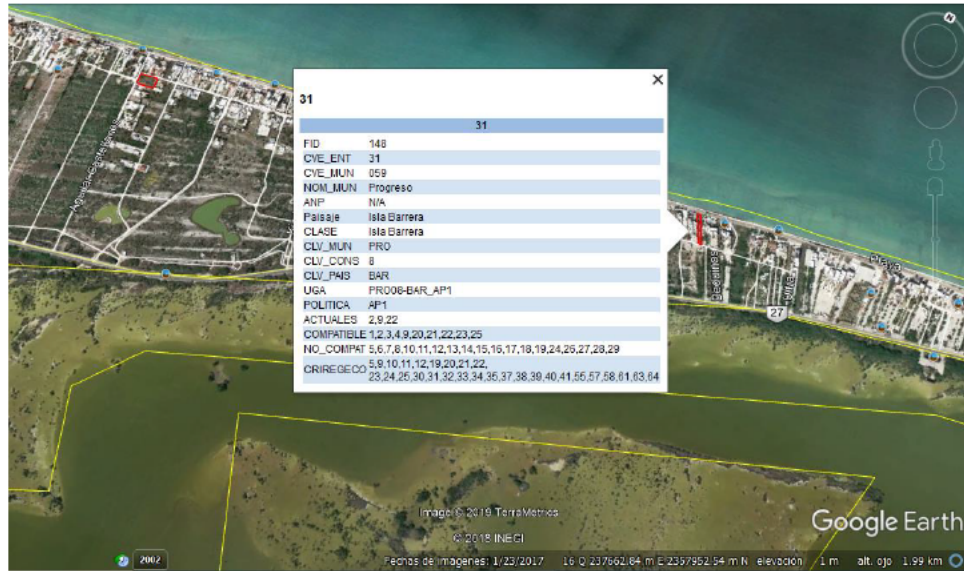 N
×
31
31
FID 148
CVE_ENT 31
CVE_MUN 059
NOM_MUN Progreso
ANP N/A
Paisaje Isla Barrera
CLASE Isla Barrera
CLV_MUN PRO
CLV_CONS 8
CLV_PAIS BAR
UGA PRO08-BAR_AP1
POLITICA AP1
ACTUALES 2,9,22
COMPATIBLE 1,2,3,4,9,20,21,22,23,25
NO_COMPAT 5,6,7,8,10,11,12,13,14,15,16,17,18,19,24,26,27,28,29
CRIREGECO 5,9,10,11,12,19,20,21,22,
23,24,25,30,31,32,33,34,35,37,38,39,40,41,55,57,58,61,63,64
Playa
27
Image © 2019 TerraMetrics
© 2018 INEGI
Google Earth
2002
Fechas de imágenes: 1/23/2017 16 Q 237662.84 m E 2357952.54 m N elevación 1 m alt. ojo 1.99 km